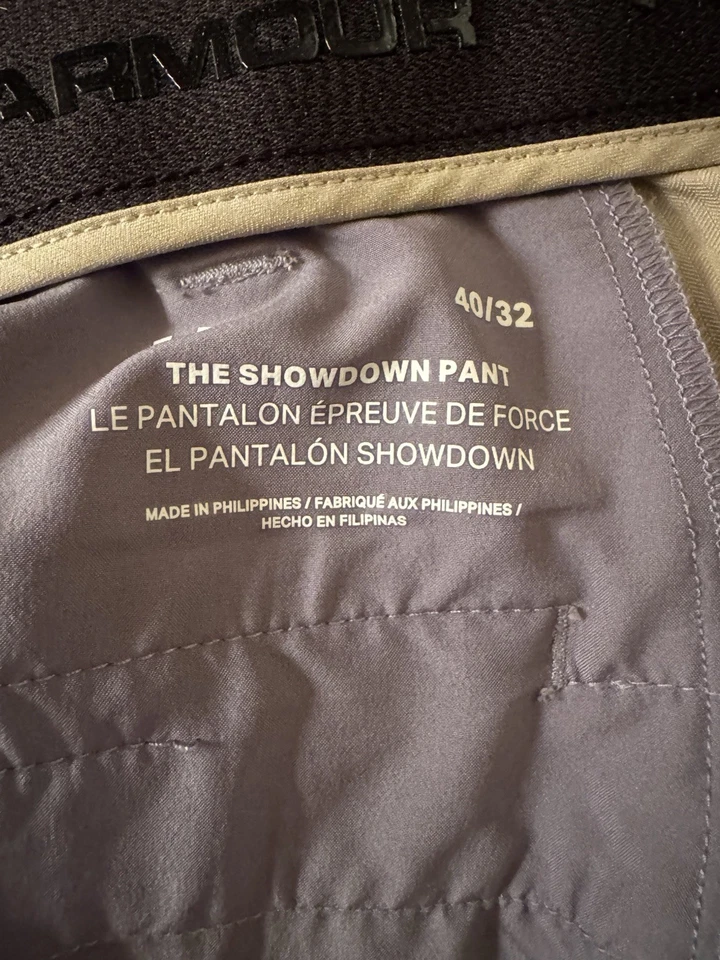 ARMOUR
40/32
THE SHOWDOWN PANT
LE PANTALON ÉPREUVE DE FORCE
EL PANTALÓN SHOWDOWN
MADE IN PHILIPPINES / FABRIQUÉ AUX PHILIPPINES /
HECHO EN FILIPINAS